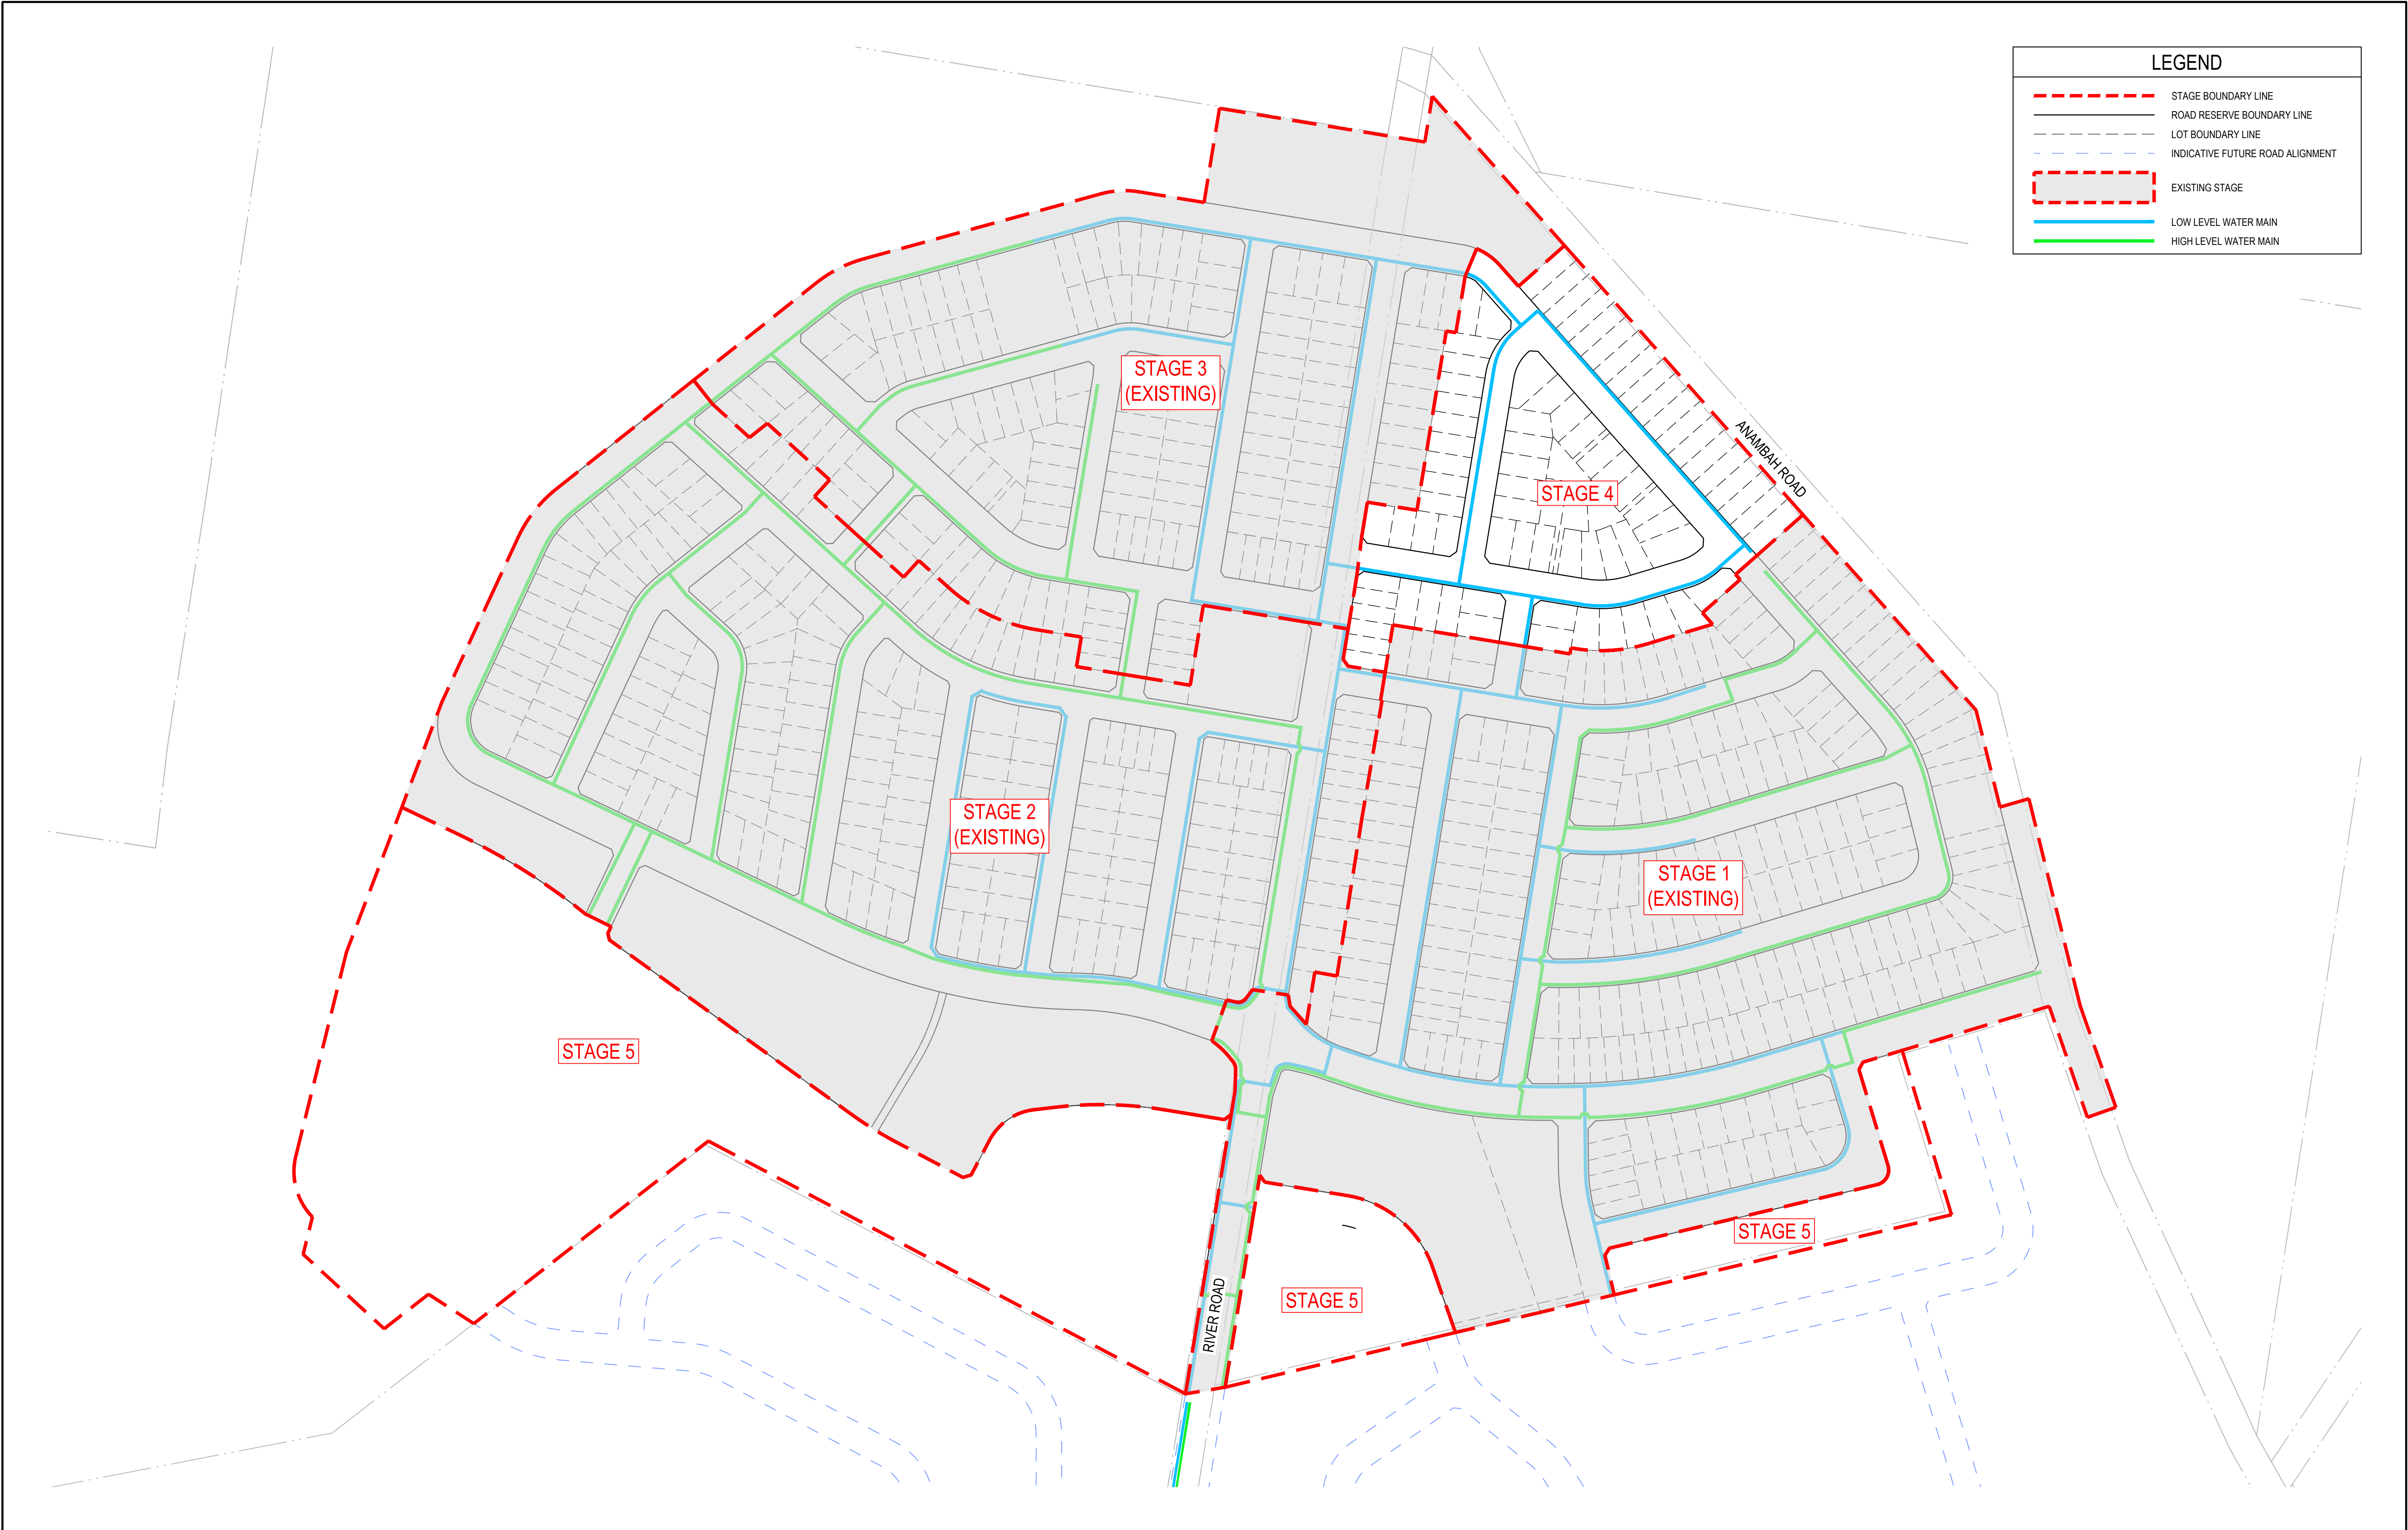 LEGEND
STAGE BOUNDARY LINE
ROAD RESERVE BOUNDARY LINE
LOT BOUNDARY LINE
INDICATIVE FUTURE ROAD ALIGNMENT
EXISTING STAGE
LOW LEVEL WATER MAIN
HIGH LEVEL WATER MAIN
STAGE 3
(EXISTING)
ANAMBAH ROAD
STAGE 4
STAGE 2
(EXISTING)
STAGE 1
(EXISTING)
STAGE 5
STAGE 5
STAGE 5
RIVER ROAD